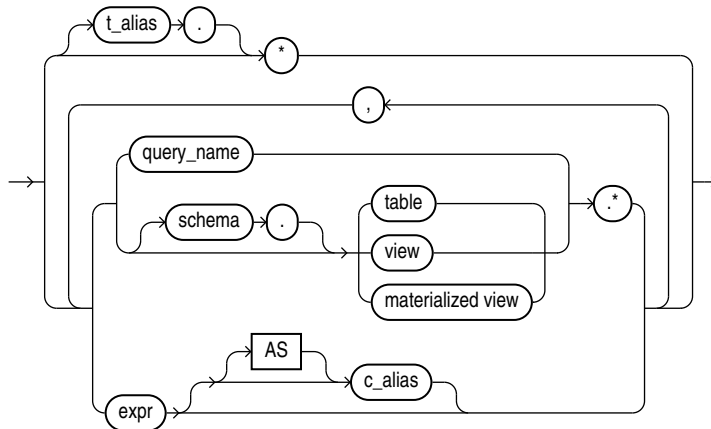 t_alias .
*
,
query_name
schema . table .*
view
materialized view
AS
c_alias
expr